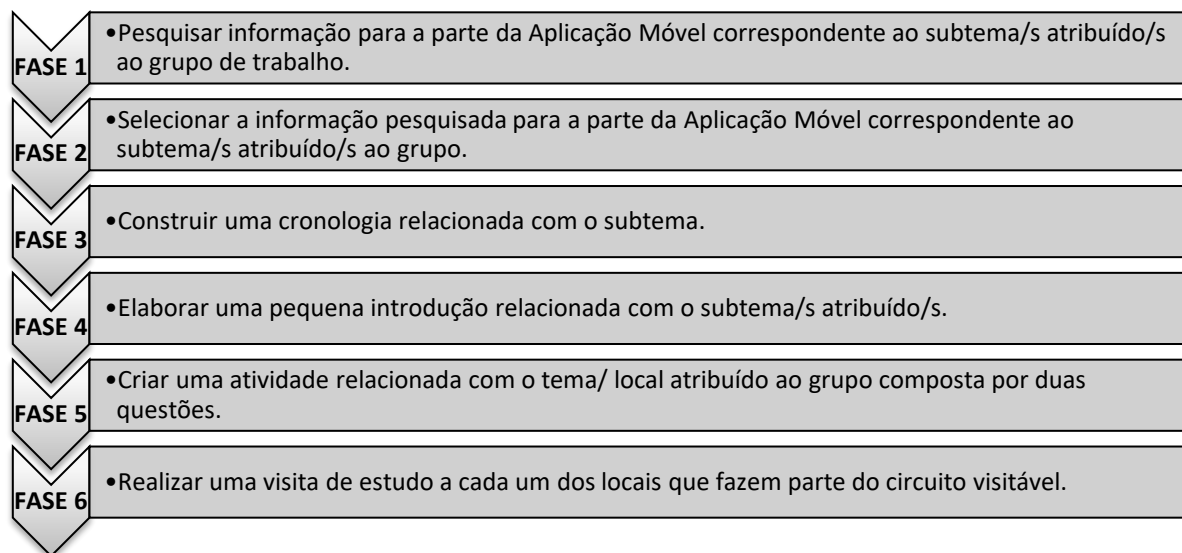 FASE 1
•Pesquisar informação para a parte da Aplicação Móvel correspondente ao subtema/s atribuído/s
ao grupo de trabalho.
FASE 2
•Selecionar a informação pesquisada para a parte da Aplicação Móvel correspondente ao
subtema/s atribuído/s ao grupo.
FASE 3
•Construir uma cronologia relacionada com o subtema.
FASE 4
•Elaborar uma pequena introdução relacionada com o subtema/s atribuído/s.
FASE 5
•Criar uma atividade relacionada com o tema/ local atribuído ao grupo composta por duas
questões.
FASE 6
•Realizar uma visita de estudo a cada um dos locais que fazem parte do circuito visitável.